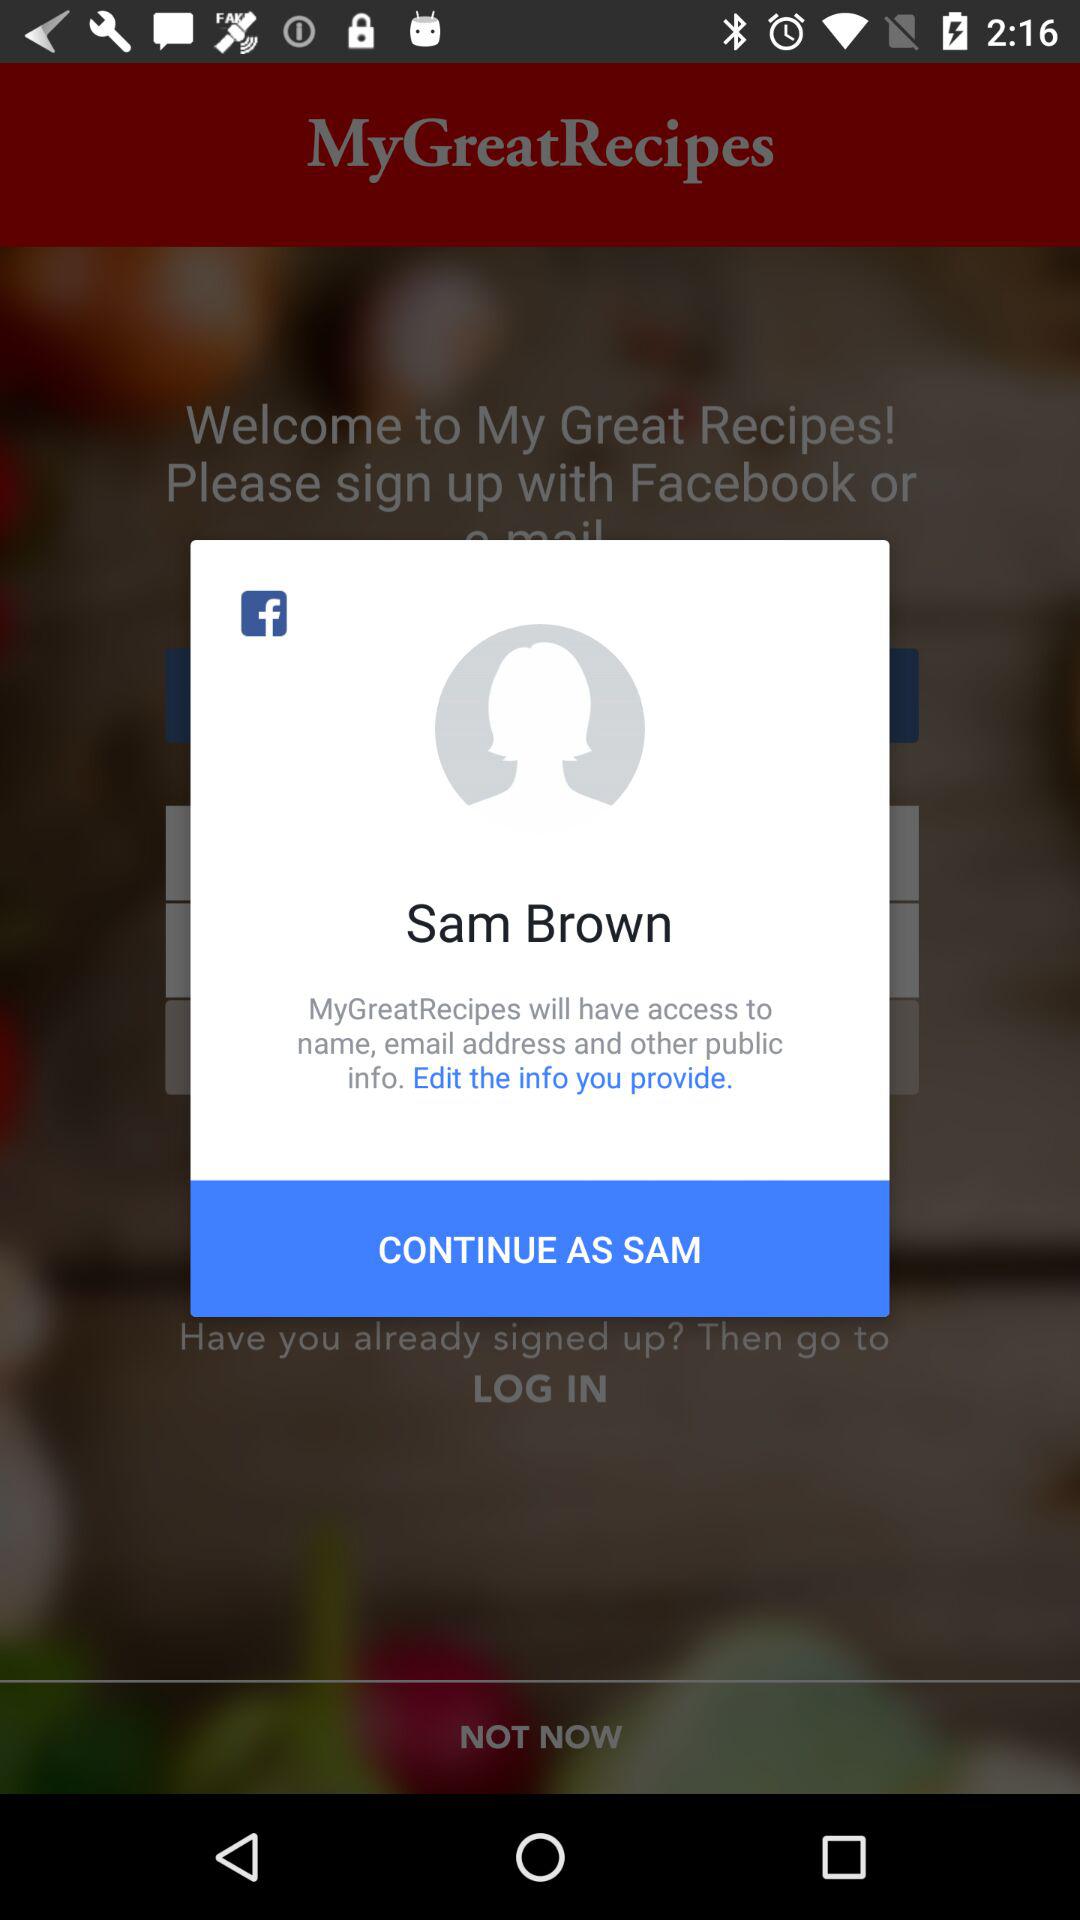 FAKE
2:16
MyGreatRecipes
Welcome to My Great Recipes!
Please sign up with Facebook or
e-mail
Sam Brown
MyGreatRecipes will have access to
name, email address and other public
info. Edit the info you provide.
CONTINUE AS SAM
Have you already signed up? Then go to
LOG IN
NOT NOW